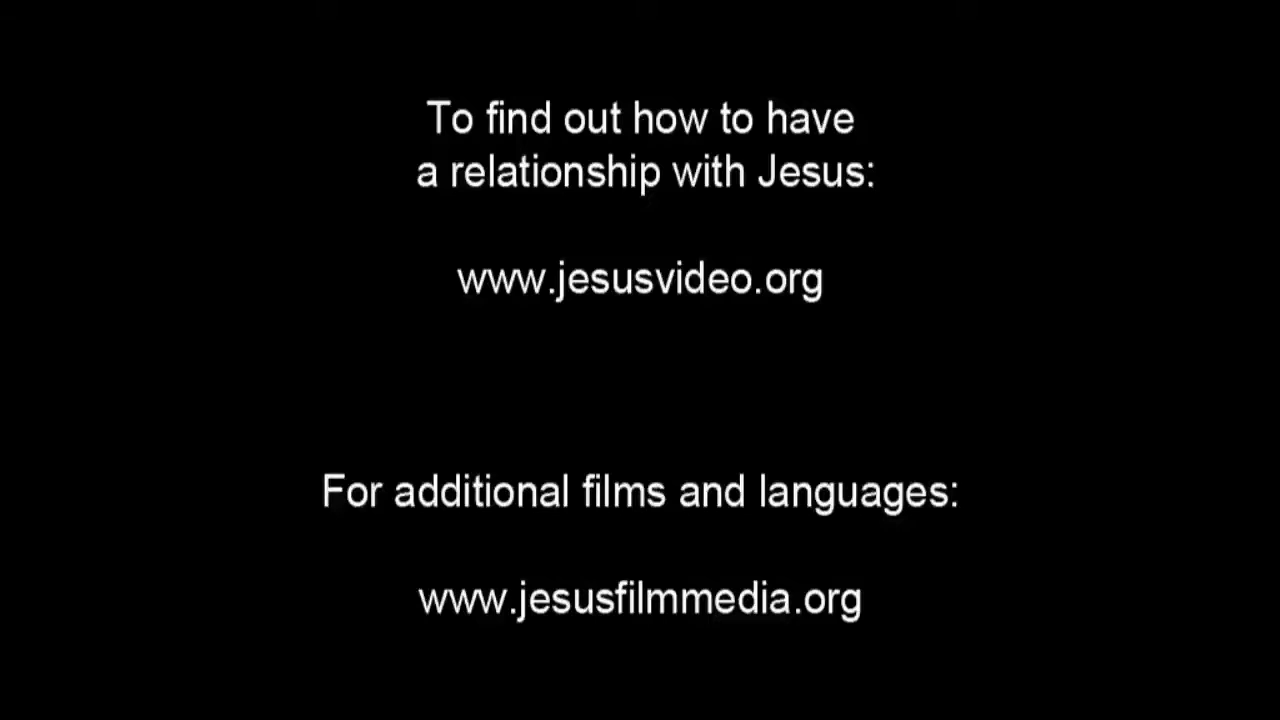 To find out how to have
a relationship with Jesus:
www.jesusvideo.org
For additional films and languages:
www.jesusfilmmedia.org